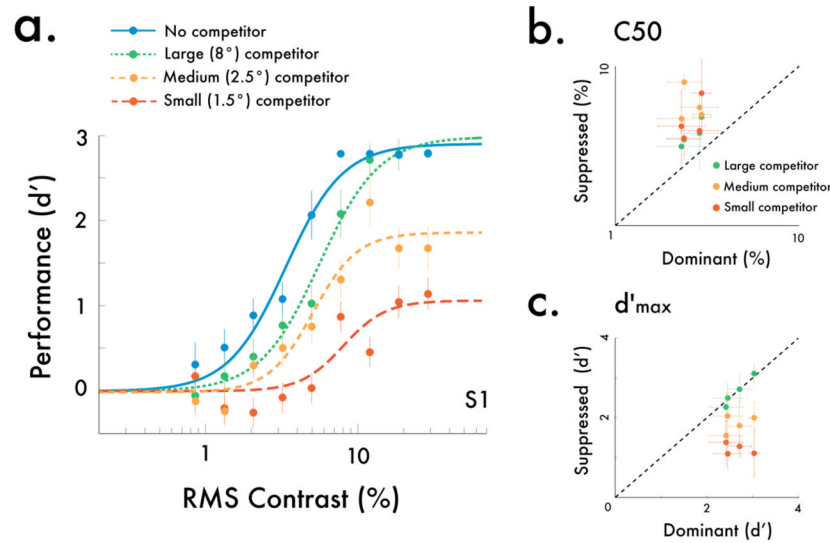 a.
No competitor
Large (8°) competitor
Medium (2.5°) competitor
Small (1.5°) competitor
3
2
1
0
Performance (d’)
S1
1
10
RMS Contrast (%)
b.
C50
10
Suppressed (%)
Large competitor
Medium competitor
Small competitor
1
10
Dominant (%)
c.
d'max
4
2
Suppressed (d’)
0
2
4
Dominant (d’)